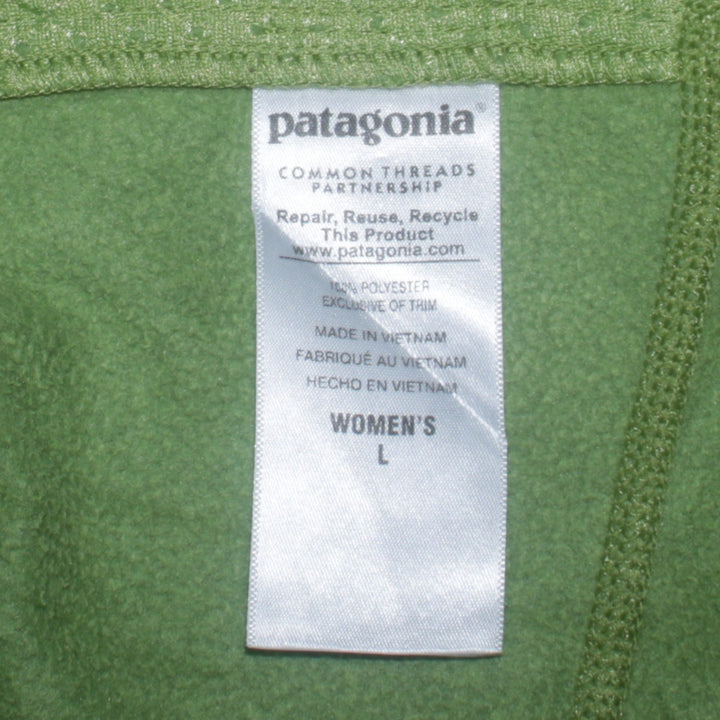 patagonia®
COMMON THREADS
PARTNERSHIP
Repair, Reuse, Recycle
This Product
www.patagonia.com
100% POLYESTER
EXCLUSIVE OF TRIM
MADE IN VIETNAM
FABRIQUÉ AU VIETNAM
HECHO EN VIETNAM
WOMEN'S
L